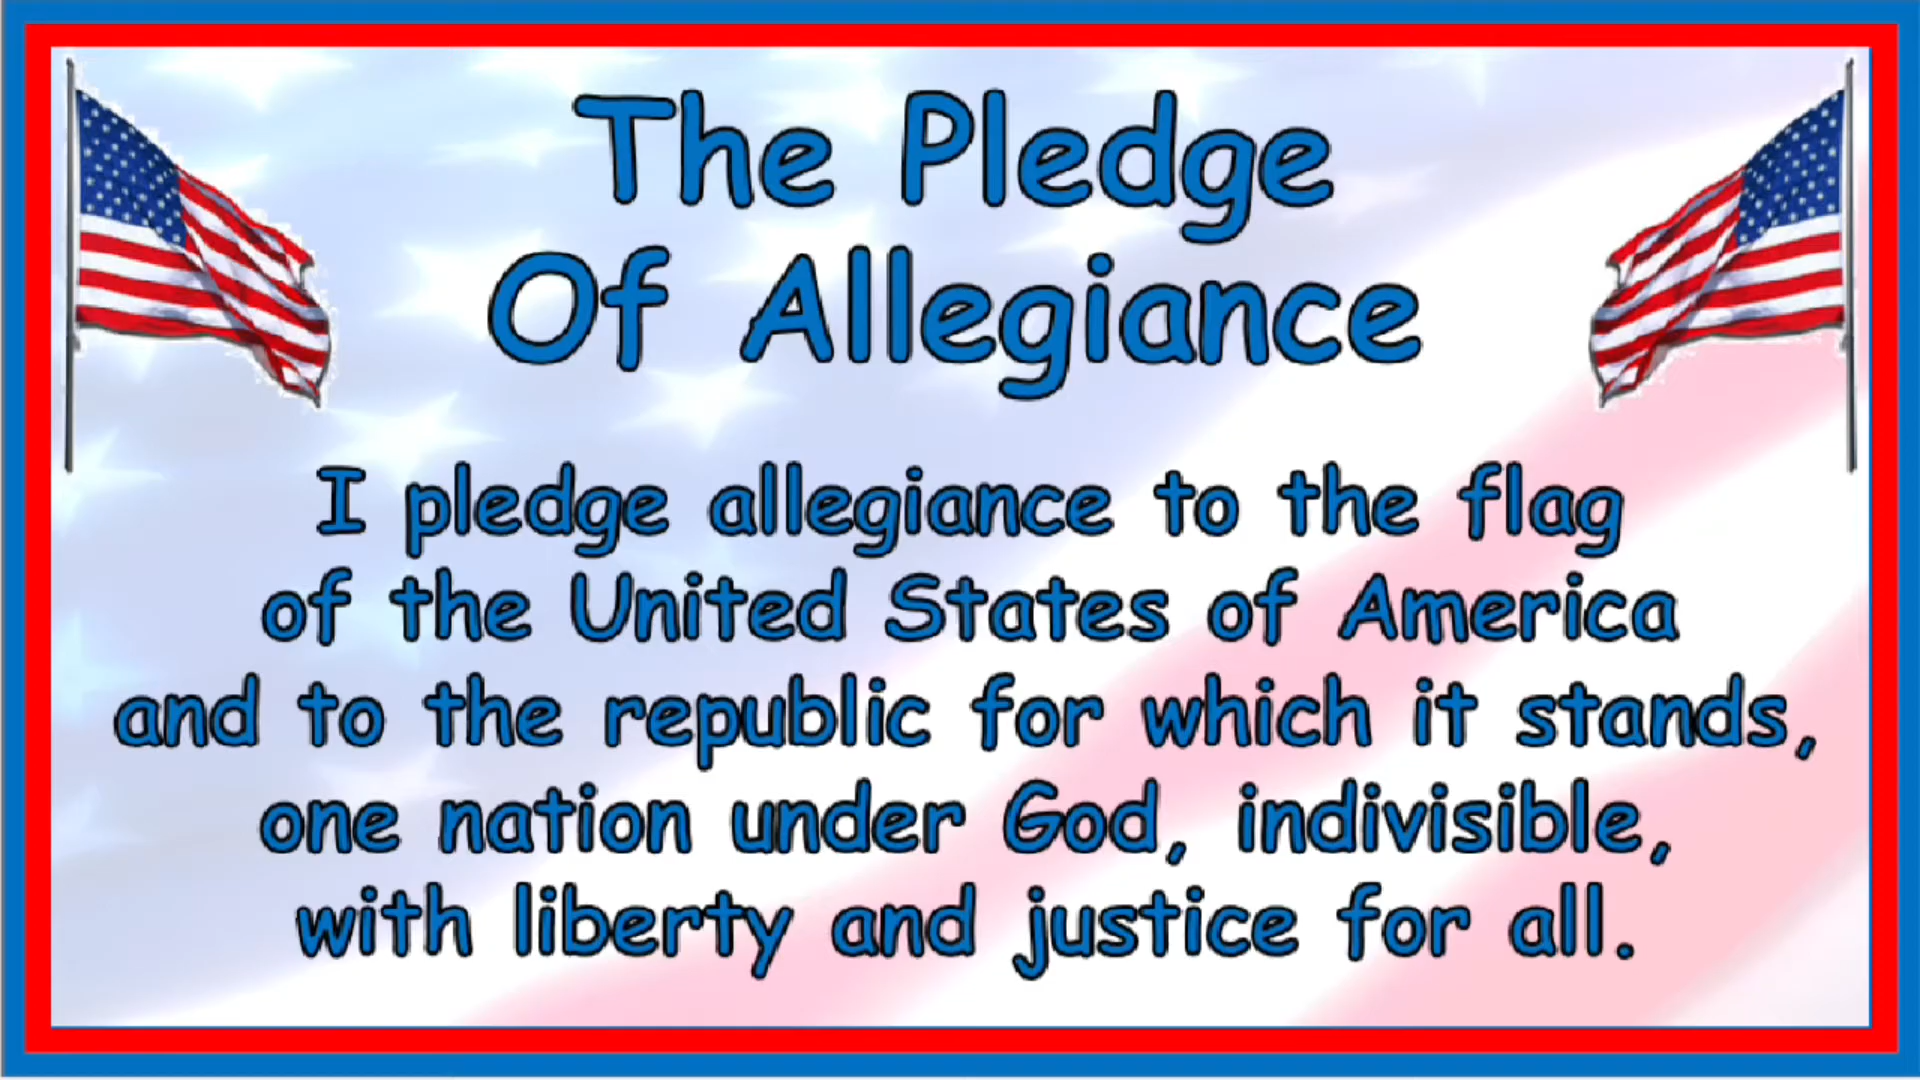 The Pledge
Of Allegiance
I pledge allegiance to the flag
of the United States of America
and to the republic for which it stands,
one nation under God, indivisible,
with liberty and justice for all.